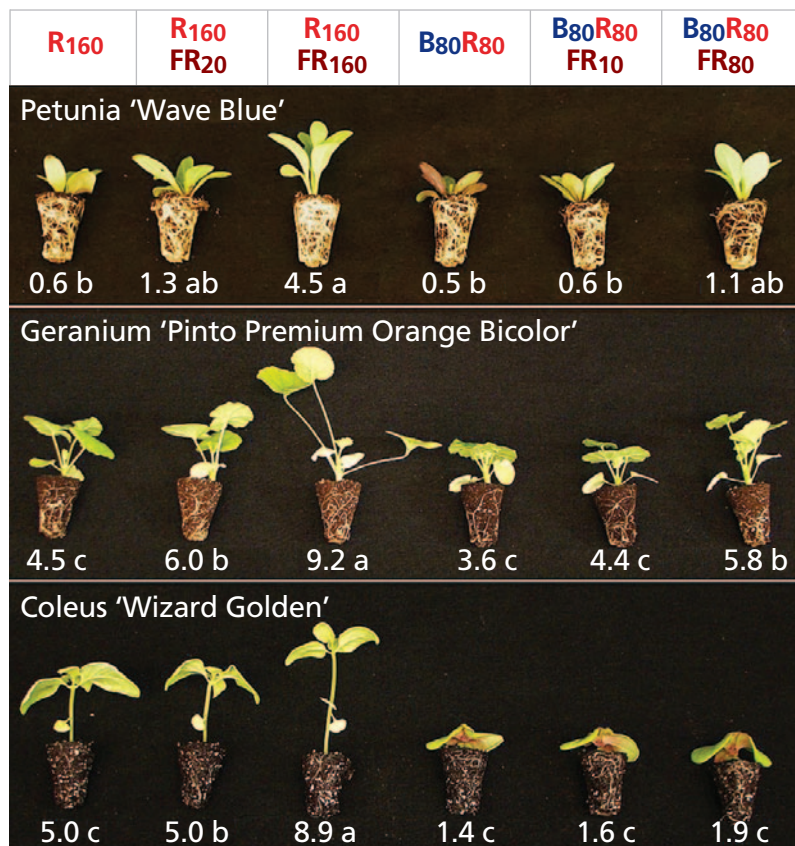 R160 R160 R160 B80R80 B80R80 B80R80
FR20 FR160 FR10 FR80
Petunia ‘Wave Blue’
0.6 b 1.3 ab 4.5 a 0.5 b 0.6 b 1.1 ab
Geranium ‘Pinto Premium Orange Bicolor’
4.5 c 6.0 b 9.2 a 3.6 c 4.4 c 5.8 b
Coleus ‘Wizard Golden’
5.0 c 5.0 b 8.9 a 1.4 c 1.6 c 1.9 c